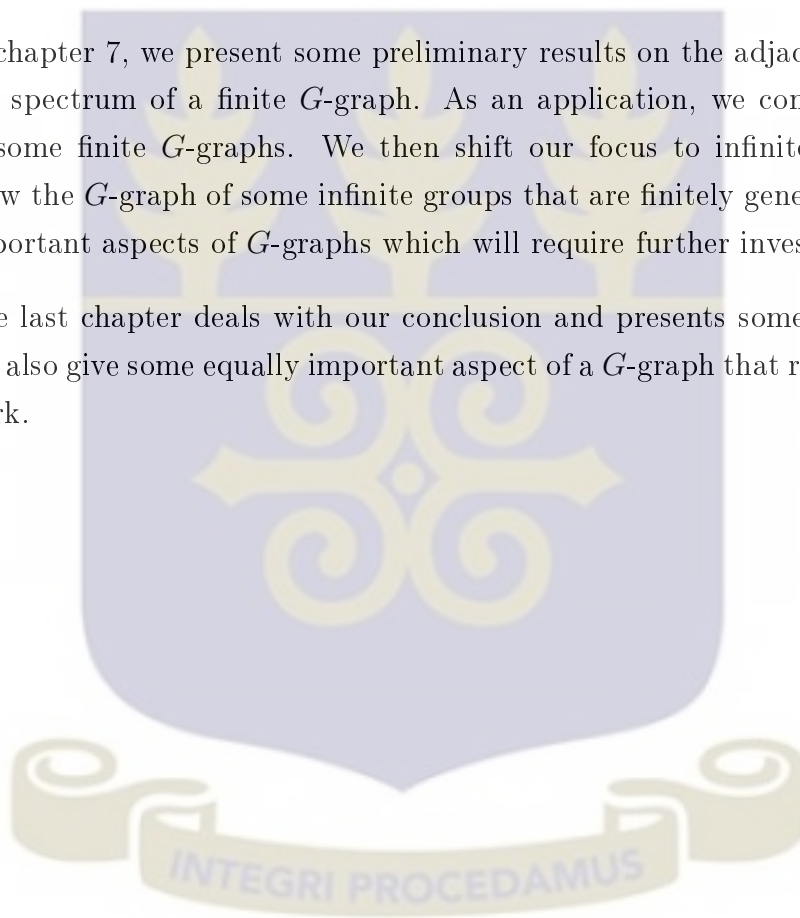 chapter 7, we present some preliminary results on the adjac
spectrum of a finite G-graph. As an application, we com
some finite G-graphs. We then shift our focus to infinite
w the G-graph of some infinite groups that are finitely gene
portant aspects of G-graphs which will require further inves
e last chapter deals with our conclusion and presents some
also give some equally important aspect of a G-graph that r
rk.
INTEGRI PROCEDAMUS